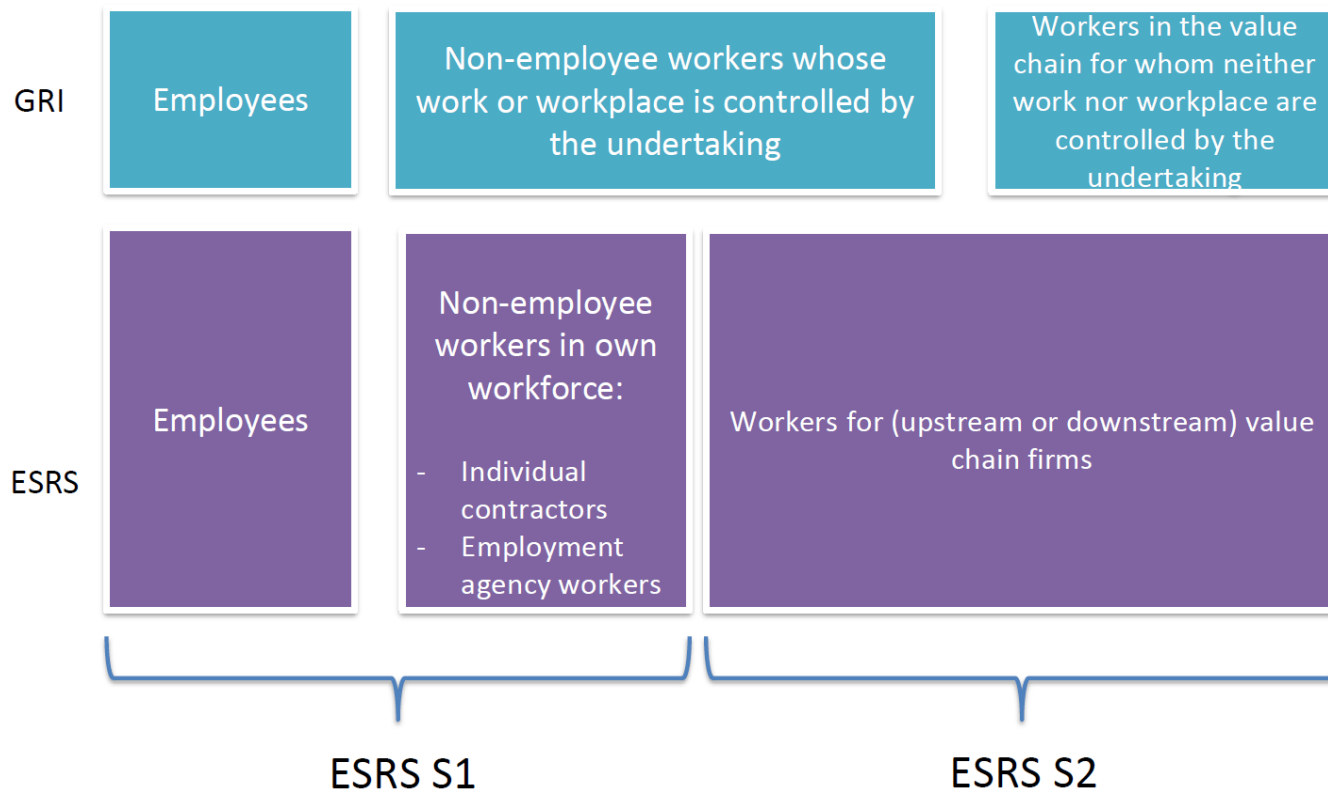 GRI
Employees
Non-employee workers whose
work or workplace is controlled by
the undertaking
Workers in the value
chain for whom neither
work nor workplace are
controlled by the
undertaking
ESRS
Employees
Non-employee
workers in own
workforce:
- Individual
contractors
- Employment
agency workers
Workers for (upstream or downstream) value
chain firms
ESRS S1
ESRS S2